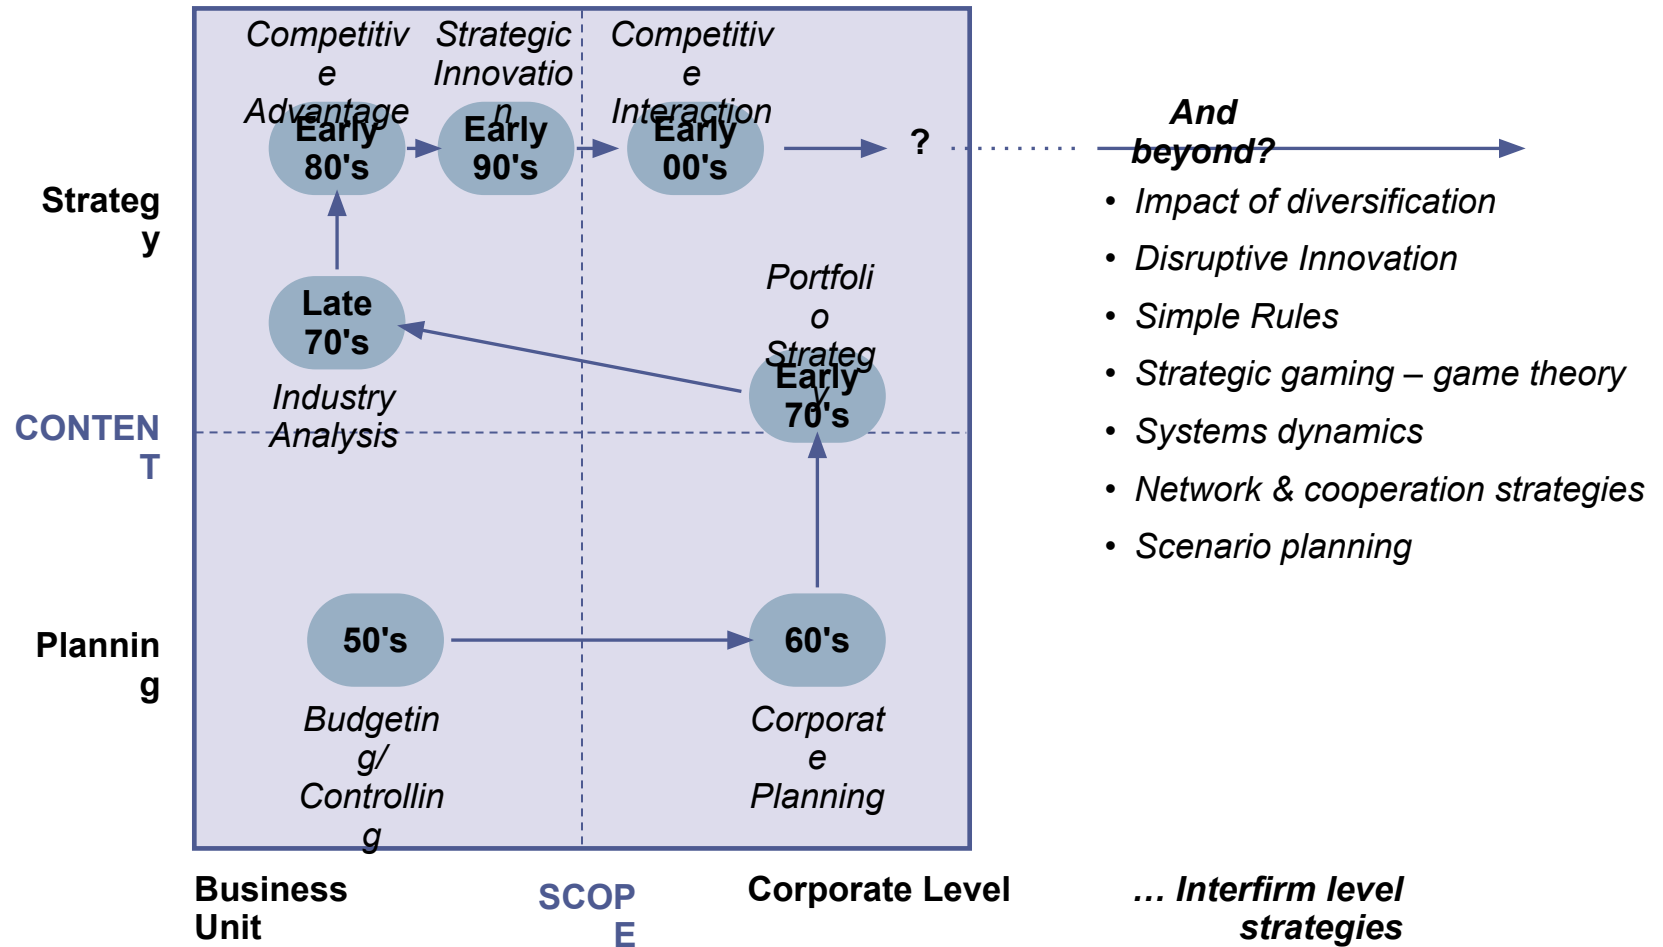 Competitiv
e
Advantage
Strategic
Innovatio
n
Competitive
e
Interaction
Early
80's
Early
90's
Early
00's
?
And
beyond?
Strateg
y
Late
70's
Industry
Analysis
Portfoli
o
Strateg
y
Early
70's
• Impact of diversification
• Disruptive Innovation
• Simple Rules
• Strategic gaming – game theory
• Systems dynamics
• Network & cooperation strategies
• Scenario planning
CONTEN
T
Plannin
g
50's
60's
Budgetin
g/
Controllin
g
Corporat
e
Planning
Business
Unit
SCOP
E
Corporate Level
… Interfirm level
strategies